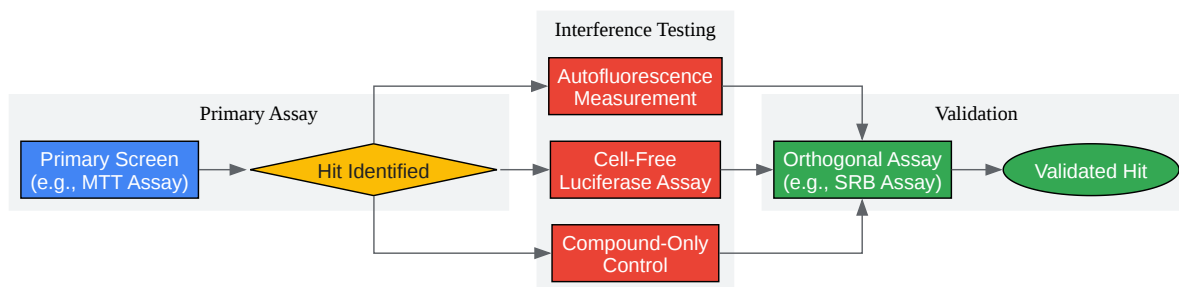 Interference Testing
Autofluorescence
Measurement
Primary Assay
Validation
Primary Screen
(e.g., MTT Assay)
Hit Identified
Cell-Free
Luciferase Assay
Orthogonal Assay
(e.g., SRB Assay)
Validated Hit
Compound-Only
Control